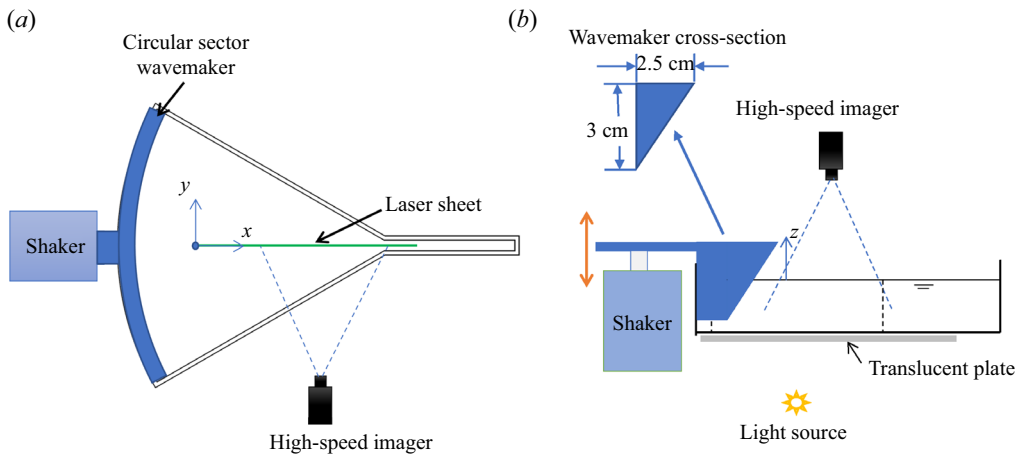 (a)
Circular sector
wavemaker
y
x
Laser sheet
Shaker
High-speed imager
(b)
Wavemaker cross-section
2.5 cm
3 cm
High-speed imager
z
Shaker
Translucent plate
Light source